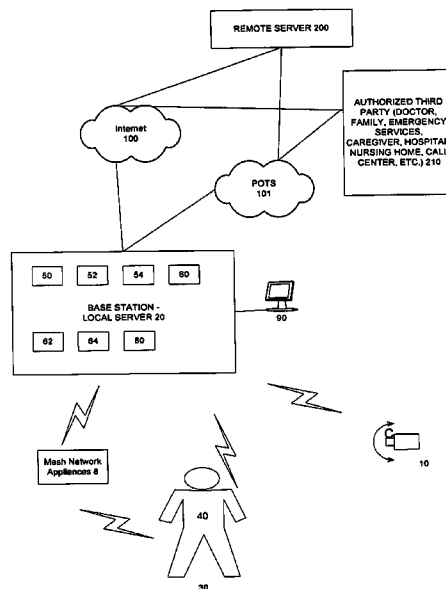 REMOTE SERVER 200
AUTHORIZED THIRD
PARTY (DOCTOR,
FAMILY, EMERGENCY
SERVICES,
CAREGIVER, HOSPITAL,
NURSING HOME, CALL
CENTER, ETC.) 210
Internet
100
POTS
101
50 52 54 60
BASE STATION -
LOCAL SERVER 20
90
62 64 80
Mesh Network
Appliances 8
10
40
30